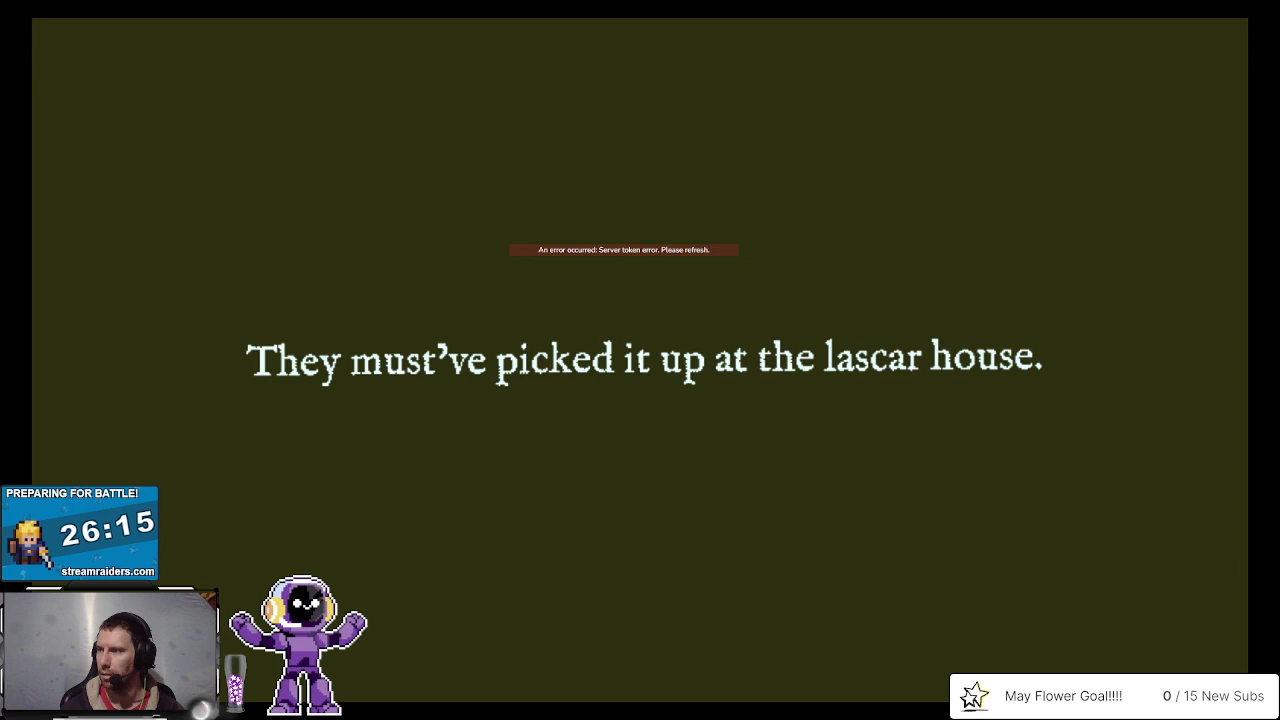 An error occurred: Server token error. Please refresh.
They must've picked it up at the lascar house.
PREPARING FOR BATTLE!
26:15
streamraiders.com
May Flower Goal!!!! 0 / 15 New Subs